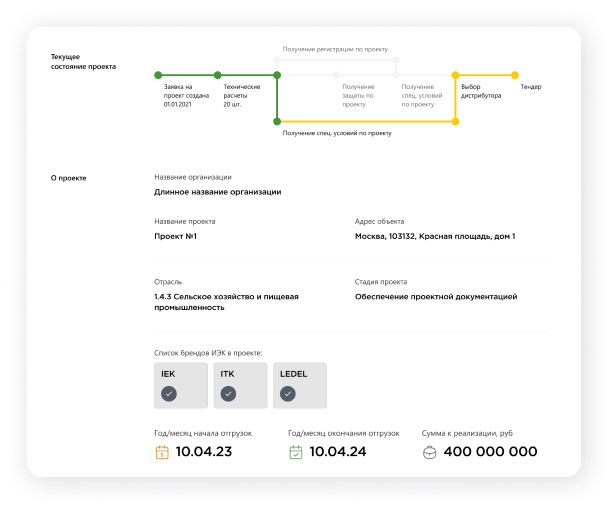 Текущее
состояние проекта
Получение регистрации по проекту
Заявка на
проект создана
01.01.2021
Технические
расчеты
20 шт.
Получение
защиты по
проекту
Получение
спец. условий
по проекту
Выбор
дистрибутора
Тендер
Получение спец. условий по проекту
О проекте
Название организации
Длинное название организации
Название проекта
Проект №1
Адрес объекта
Москва, 103132, Красная площадь, дом 1
Отрасль
1.4.3 Сельское хозяйство и пищевая
промышленность
Стадия проекта
Обеспечение проектной документацией
Список брендов ИЭК в проекте:
IEK
ITK
LEDEL
Год/месяц начала отгрузок
10.04.23
Год/месяц окончания отгрузок
10.04.24
Сумма к реализации, руб
400 000 000